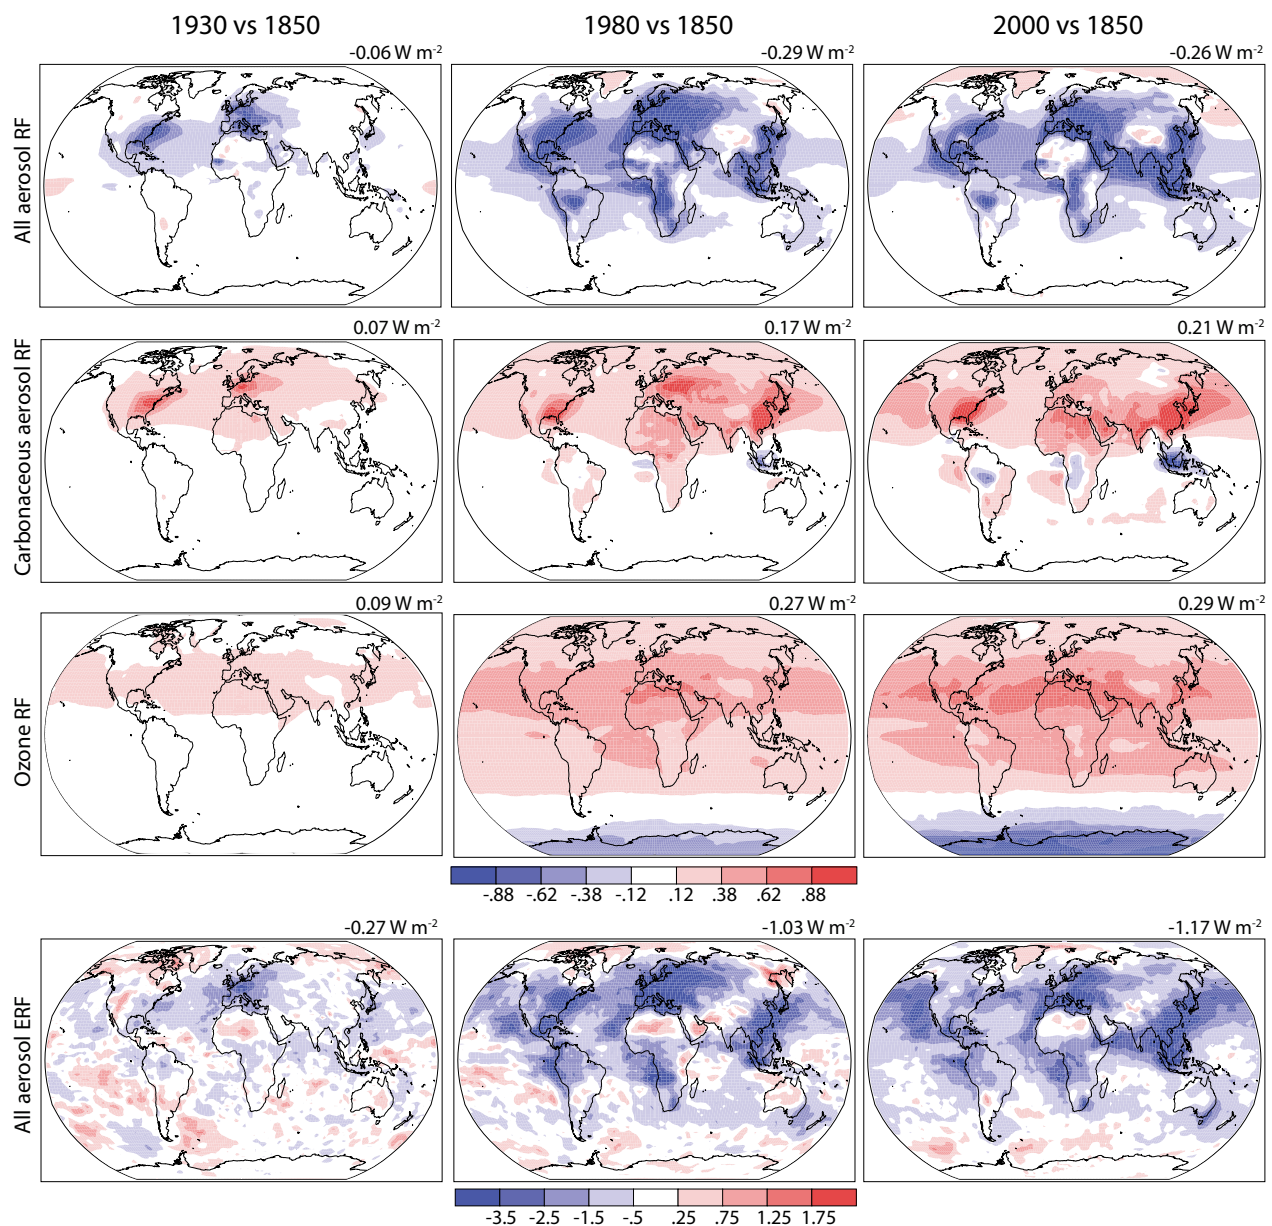 1930 vs 1850 1980 vs 1850 2000 vs 1850
-0.06 W m-2 -0.29 W m-2 -0.26 W m-2
All aerosol RF
0.07 W m-2 0.17 W m-2 0.21 W m-2
Carbonaceous aerosol RF
0.09 W m-2 0.27 W m-2 0.29 W m-2
Ozone RF
-.88 -.62 -.38 -.12 .12 .38 .62 .88
-0.27 W m-2 -1.03 W m-2 -1.17 W m-2
All aerosol ERF
-3.5 -2.5 -1.5 -.5 .25 .75 1.25 1.75